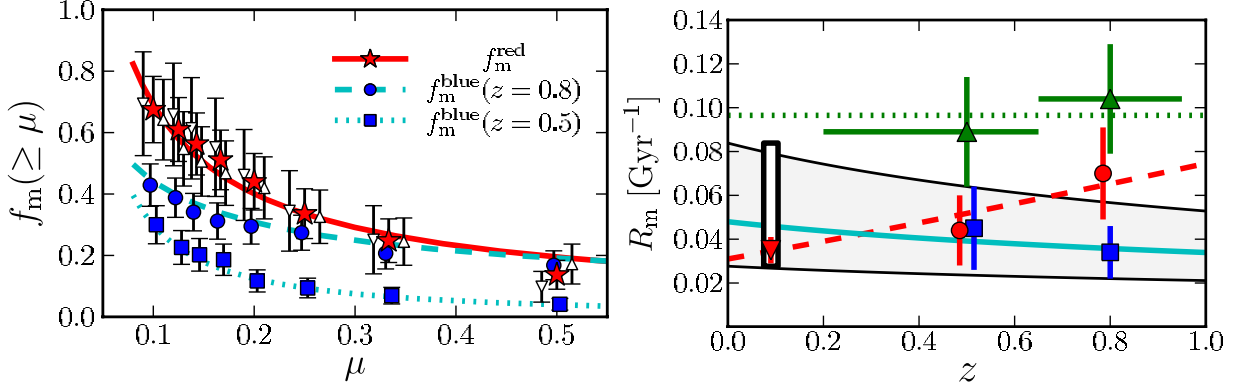 1.0
0.8
0.6
0.4
0.2
0.0
f_m(≥ μ)
f_m^red
f_m^blue(z = 0.8)
f_m^blue(z = 0.5)
0.1 0.2 0.3 0.4 0.5
μ
0.14
0.12
0.10
0.08
0.06
0.04
0.02
R_m [Gyr^−1]
0.0 0.2 0.4 0.6 0.8 1.0
z